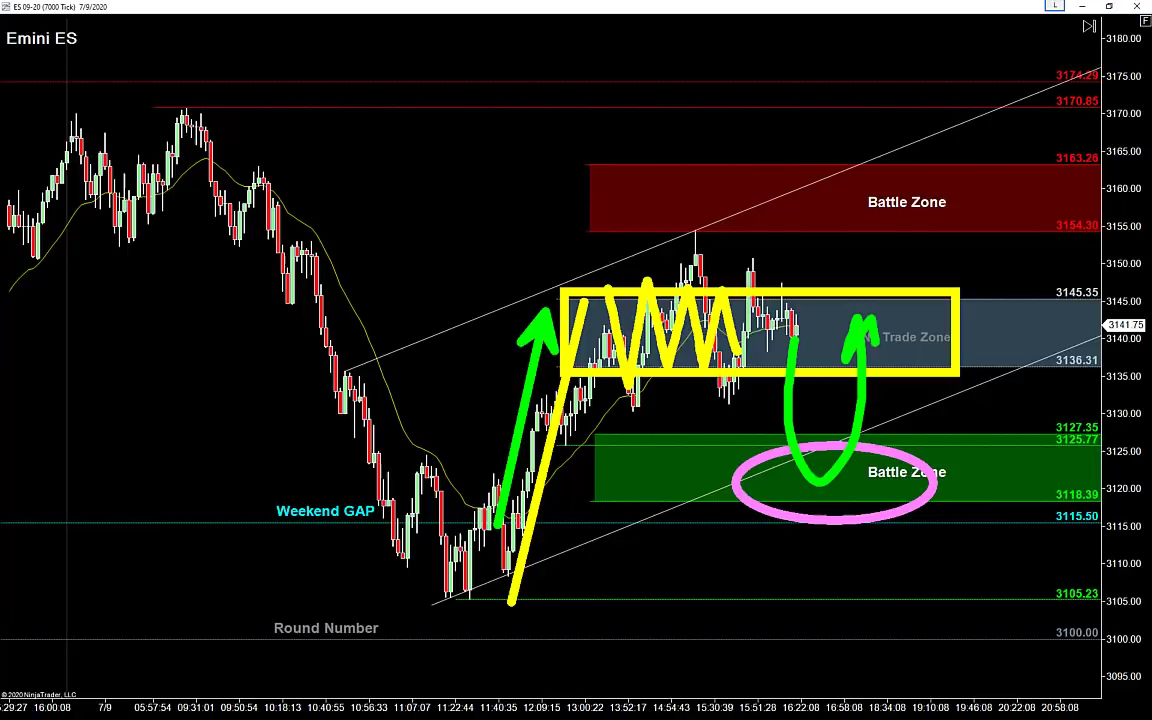 ES 09-20 (7000 Tick) 7/9/2020
L
F
Emini ES
3180.00
3174.29
3175.00
3170.85
3170.00
3165.00
3163.26
3160.00
Battle Zone
3155.00
3154.30
3150.00
3145.35
3145.00
3141.75
3140.00
Trade Zone
3136.31
3135.00
3130.00
3127.35
3125.77
3125.00
Battle Zone
3120.00
3118.39
Weekend GAP
3115.50
3115.00
3110.00
3105.23
3105.00
Round Number
3100.00
3100.00
3095.00
© 2020 NinjaTrader, LLC
5:29:27 16:00:08 7/9 05:57:54 09:31:01 09:50:54 10:18:13 10:40:55 10:56:33 11:07:07 11:22:44 11:40:35 12:09:15 13:00:22 13:52:17 14:54:43 15:30:39 15:51:28 16:22:08 16:58:08 18:34:08 19:10:08 19:46:08 20:22:08 20:58:08